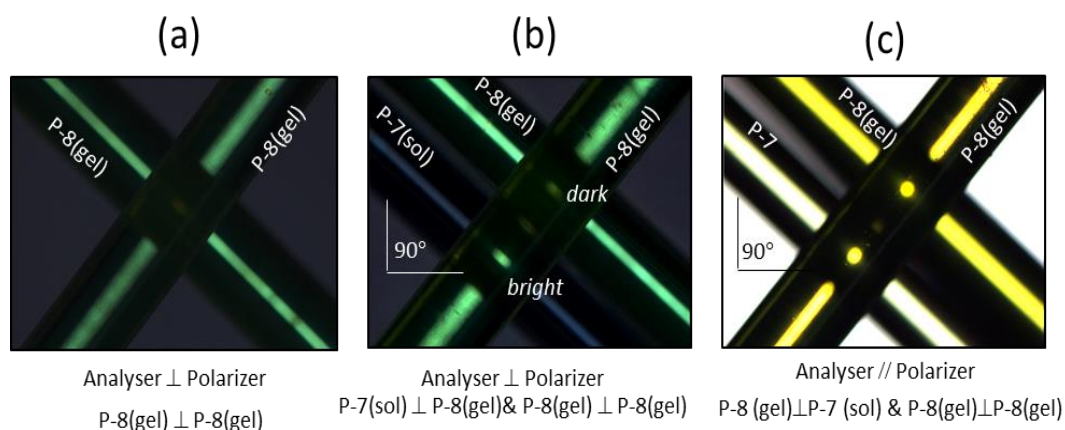 (a)
(b)
(c)
P-8(gel)
P-8(gel)
P-8(gel)
P-7(sol)
P-8(gel)
dark
bright
90°
P-8(gel)
P-7
P-8(gel)
90°
Analyser ⊥ Polarizer
P-8(gel) ⊥ P-8(gel)
Analyser ⊥ Polarizer
P-7(sol) ⊥ P-8(gel)& P-8(gel) ⊥ P-8(gel)
Analyser // Polarizer
P-8 (gel)⊥P-7 (sol) & P-8(gel)⊥P-8(gel)